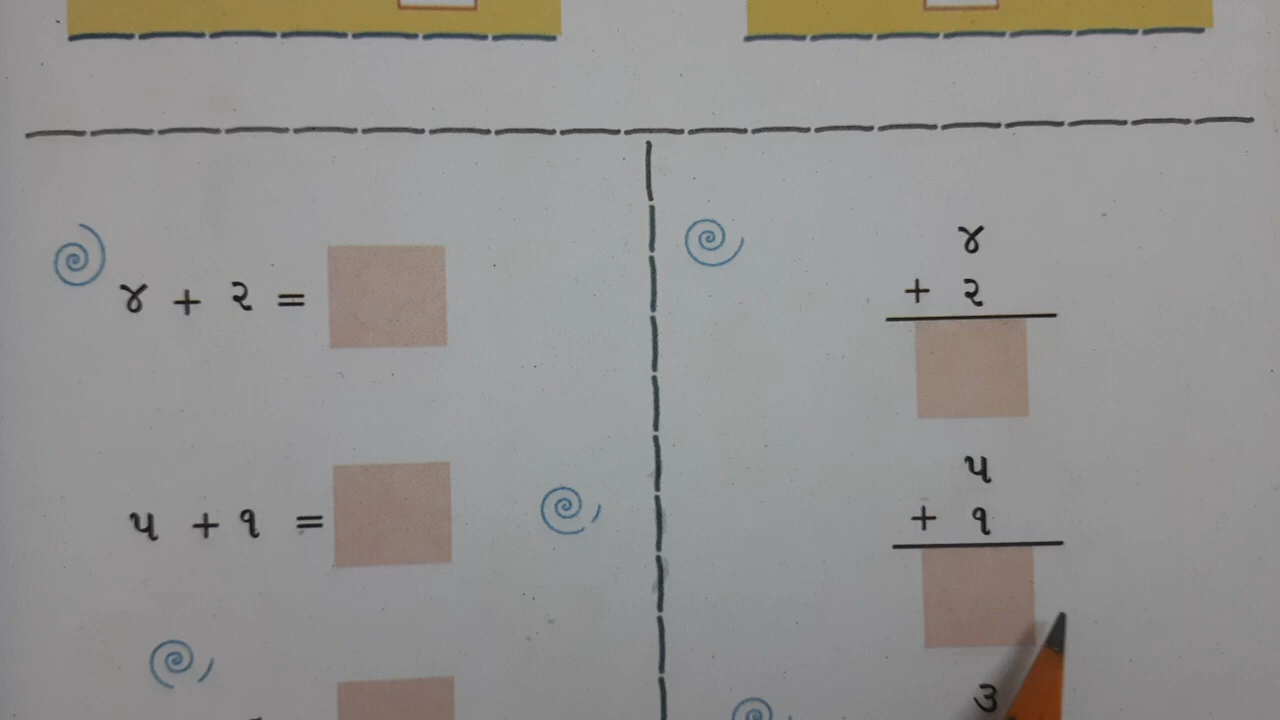 ૪ + ૨ =
૫ + ૧ =
૪
+ ૨
૫
+ ૧
૩